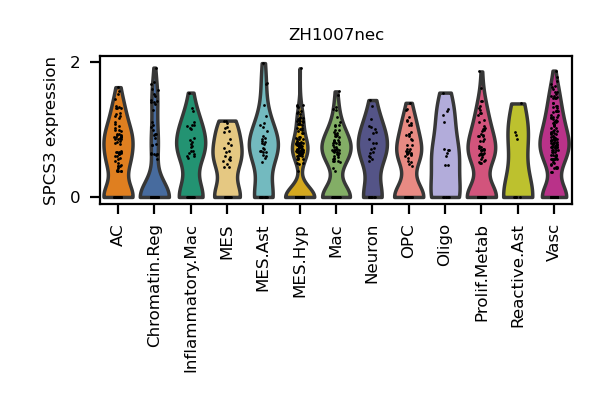 ZH1007nec
SPCS3 expression
2
0
AC
Chromatin.Reg
Inflammatory.Mac
MES
MES.Ast
MES.Hyp
Mac
Neuron
OPC
Oligo
Prolif.Metab
Reactive.Ast
Vasc